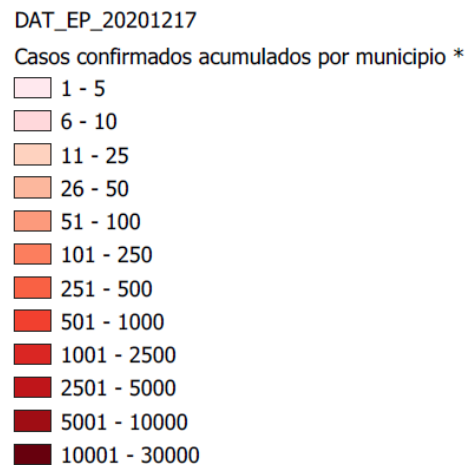 DAT_EP_20201217
Casos confirmados acumulados por municipio *
1 - 5
6 - 10
11 - 25
26 - 50
51 - 100
101 - 250
251 - 500
501 - 1000
1001 - 2500
2501 - 5000
5001 - 10000
10001 - 30000